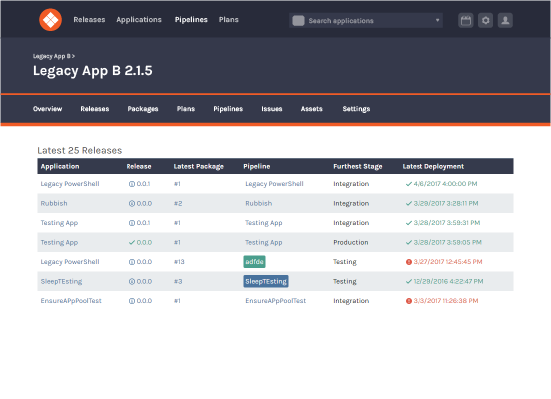 Releases Applications Pipelines Plans Search applications
Legacy App B >
Legacy App B 2.1.5
Overview Releases Packages Plans Pipelines Issues Assets Settings
Latest 25 Releases
Application Release Latest Package Pipeline Furthest Stage Latest Deployment
Legacy PowerShell 0.0.1 #1 Legacy PowerShell Integration 4/6/2017 4:00:00 PM
Rubbish 0.0.0 #2 Rubbish Integration 3/29/2017 3:28:11 PM
Testing App 0.0.1 #1 Testing App Integration 3/28/2017 3:59:31 PM
Testing App 0.0.0 #1 Testing App Production 3/28/2017 3:59:05 PM
Legacy PowerShell 0.0.0 #13 adfda Testing 3/27/2017 12:45:45 PM
SleepTEsting 0.0.0 #3 SleepTEsting Testing 12/29/2016 4:22:47 PM
EnsureAPpPoolTest 0.0.0 #1 EnsureAPpPoolTest Integration 3/3/2017 11:26:38 PM